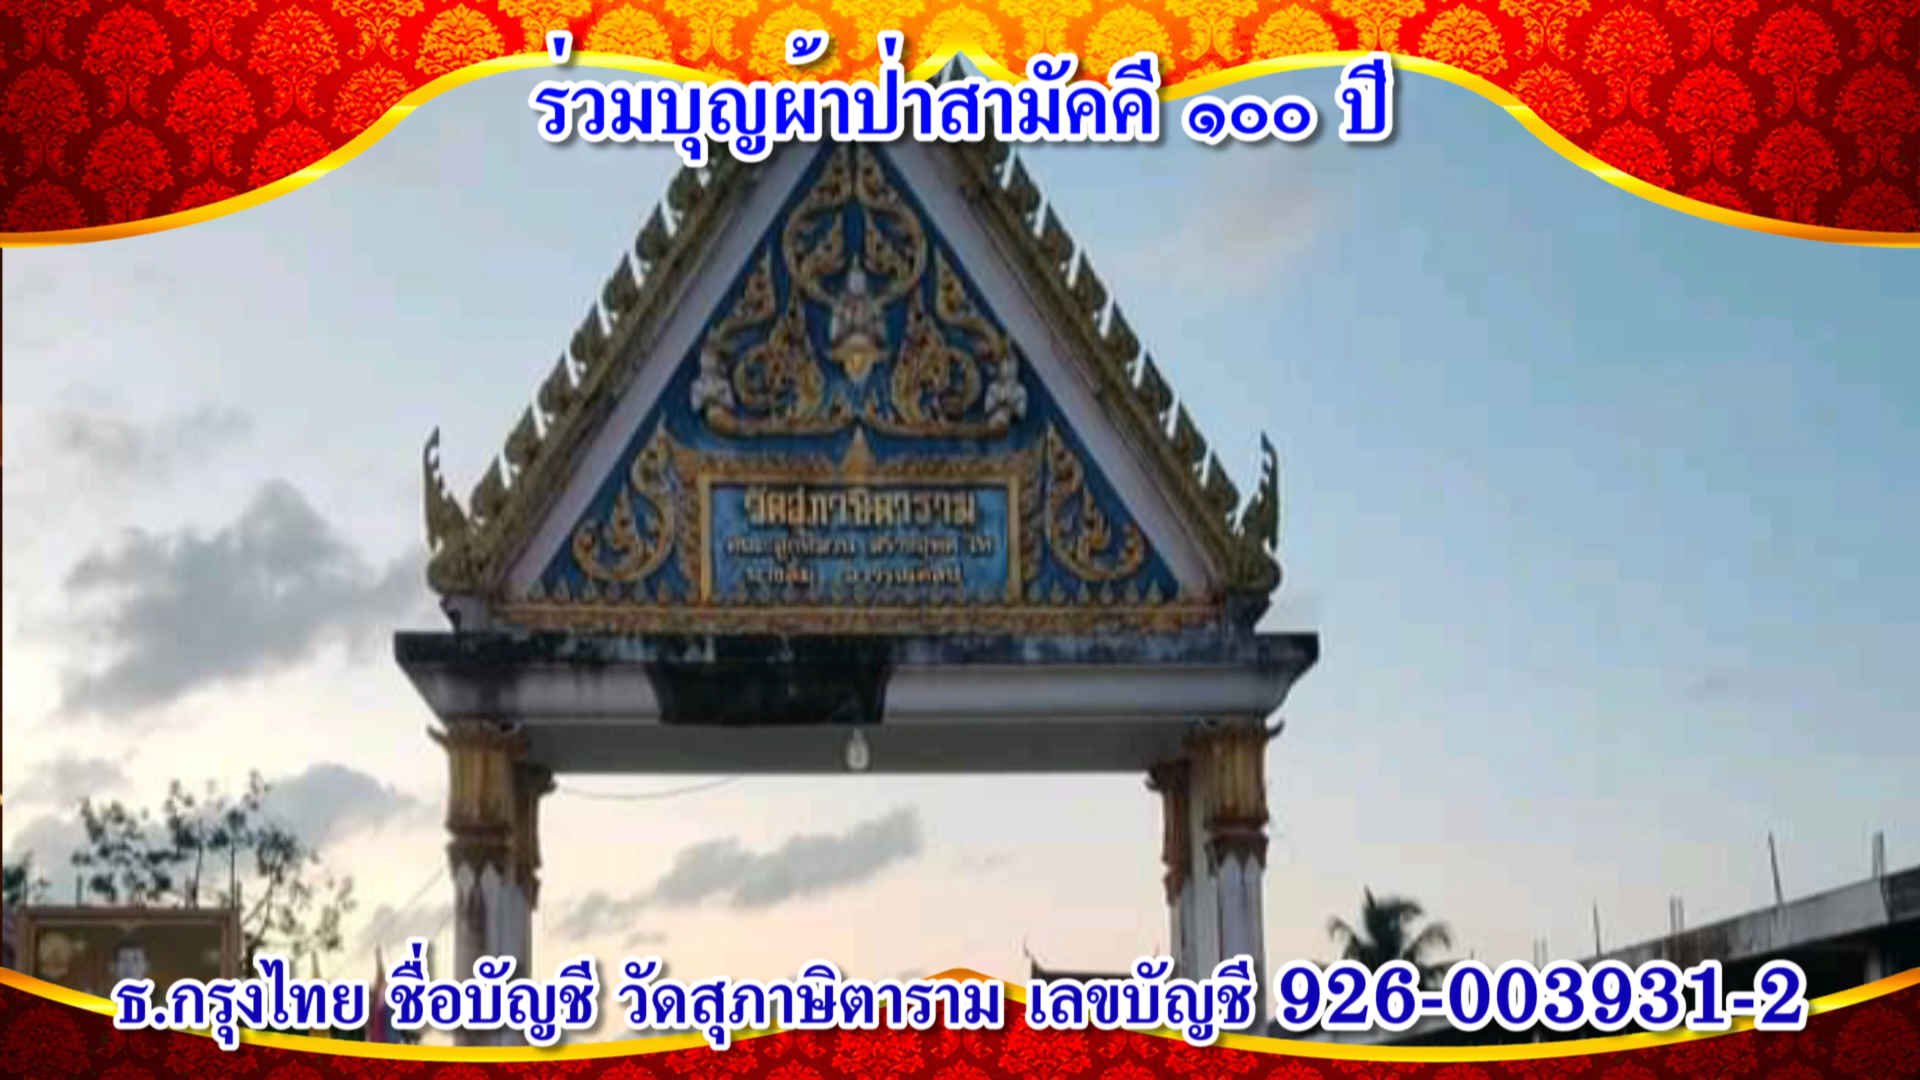 ร่วมบุญผ้าป่าสามัคคี ๑๐๐ ปี
วัดสุภาษิตาราม
ธ.กรุงไทย ชื่อบัญชี วัดสุภาษิตาราม เลขบัญชี 926-003931-2